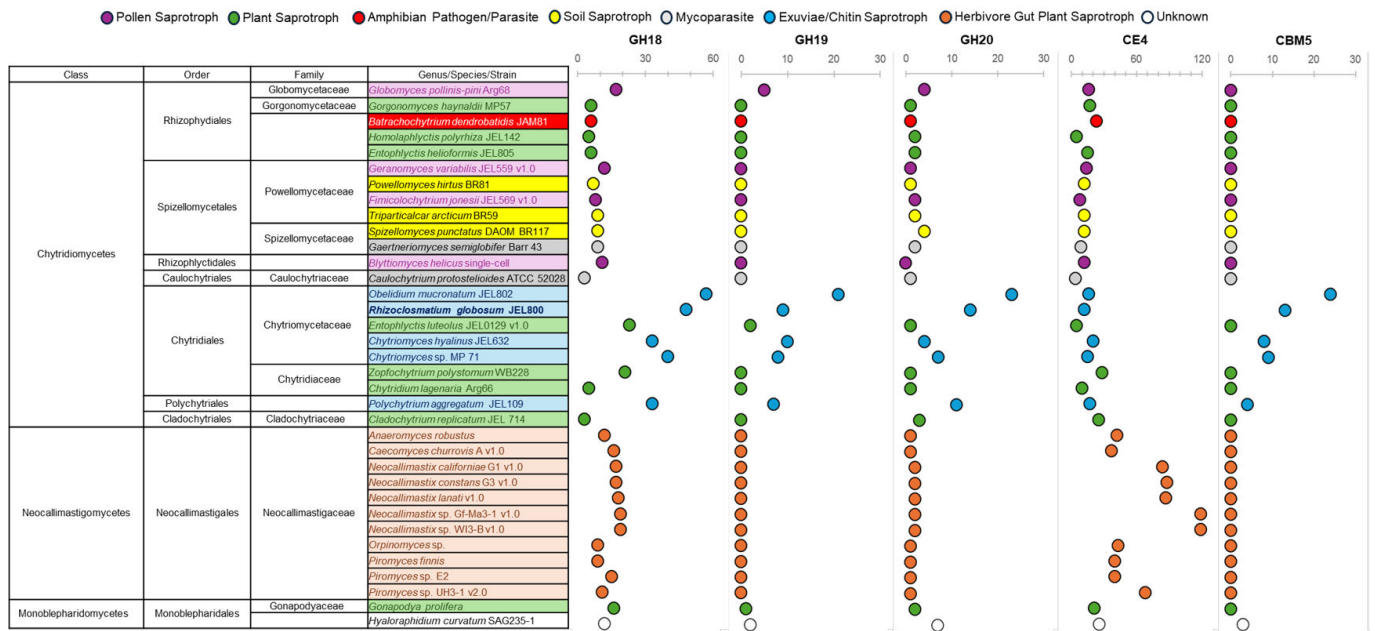 Pollen Saprotroph Plant Saprotroph Amphibian Pathogen/Parasite Soil Saprotroph Mycoparasite Exuviae/Chitin Saprotroph Herbivore Gut Plant Saprotroph Unknown
GH18 GH19 GH20 CE4 CBM5
0 30 60 0 10 20 30 0 10 20 30 0 30 60 90 120 0 10 20 30
Class Order Family Genus/Species/Strain
Globomycetaceae Globomyces pollinis-pini Arg68
Gorgonomycetaceae Gorgonomyces haynaldii MP57
Batrachochytrium dendrobatidis JAM81
Rhizophydiales
Homolaphlyctis polyrhiza JEL142
Entophlyctis helioformis JEL805
Geranomyces variabilis JEL559 v1.0
Powellomycetaceae Powellomyces hirtus BR81
Fimicolochytrium jonesii JEL569 v1.0
Spizellomycetales
Triparticalcar arcticum BR59
Spizellomycetaceae Spizellomyces punctatus DAOM BR117
Gaertneriomyces semiglobifer Barr 43
Chytridiomycetes
Rhizophlyctidales Blyttiomyces helicus single-cell
Caulochytriales Caulochytriaceae Caulochytrium protostelioides ATCC 52028
Obelidium mucronatum JEL802
Rhizoclosmatium globosum JEL800
Chytriomycetaceae Entophlyctis luteolus JEL0129 v1.0
Chytriomyces hyalinus JEL632
Chytridiales
Chytriomyces sp. MP 71
Chytridiaceae Zopfochytrium polystomum WB228
Chytridium lagenaria Arg66
Polychytriales Polychytrium aggregatum JEL109
Cladochytriales Cladochytriaceae Cladochytrium replicatum JEL 714
Anaeromyces robustus
Caecomyces churrovis A v1.0
Neocallimastix californiae G1 v1.0
Neocallimastix constans G3 v1.0
Neocallimastix lanati v1.0
Neocallimastigomycetes Neocallimastigales Neocallimastigaceae Neocallimastix sp. Gf-Ma3-1 v1.0
Neocallimastix sp. WI3-B v1.0
Orpinomyces sp.
Piromyces finnis
Piromyces sp. E2
Piromyces sp. UH3-1 v2.0
Monoblepharidomycetes Monoblepharidales Gonapodyaceae Gonapodya prolifera
Hyaloraphidium curvatum SAG235-1